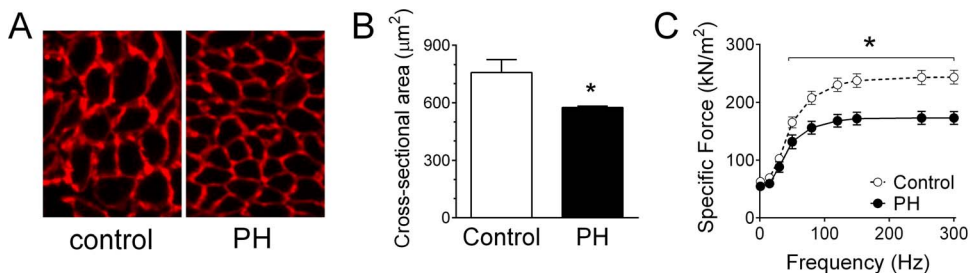 A
control
PH
B
Cross-sectional area (μm²)
900
600
300
0
*
Control
PH
C
Specific Force (kN/m²)
300
200
100
0
*
Control
PH
0
100
200
300
Frequency (Hz)